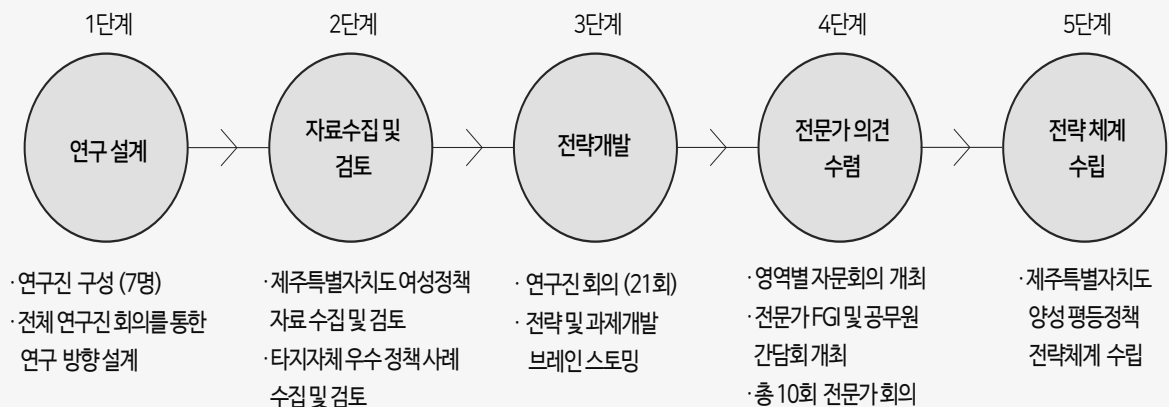 1단계
연구 설계
· 연구진 구성 (7명)
· 전체 연구진 회의를 통한
연구 방향 설계
2단계
자료수집 및
검토
· 제주특별자치도 여성정책
자료 수집 및 검토
· 타지자체 우수 정책 사례
수집 및 검토
3단계
전략개발
· 연구진 회의 (21회)
· 전략 및 과제개발
브레인 스토밍
4단계
전문가 의견
수렴
· 영역별 자문회의 개최
· 전문가 FGI 및 공무원
간담회 개최
· 총 10회 전문가 회의
5단계
전략 체계
수립
· 제주특별자치도
양성 평등정책
전략체계 수립